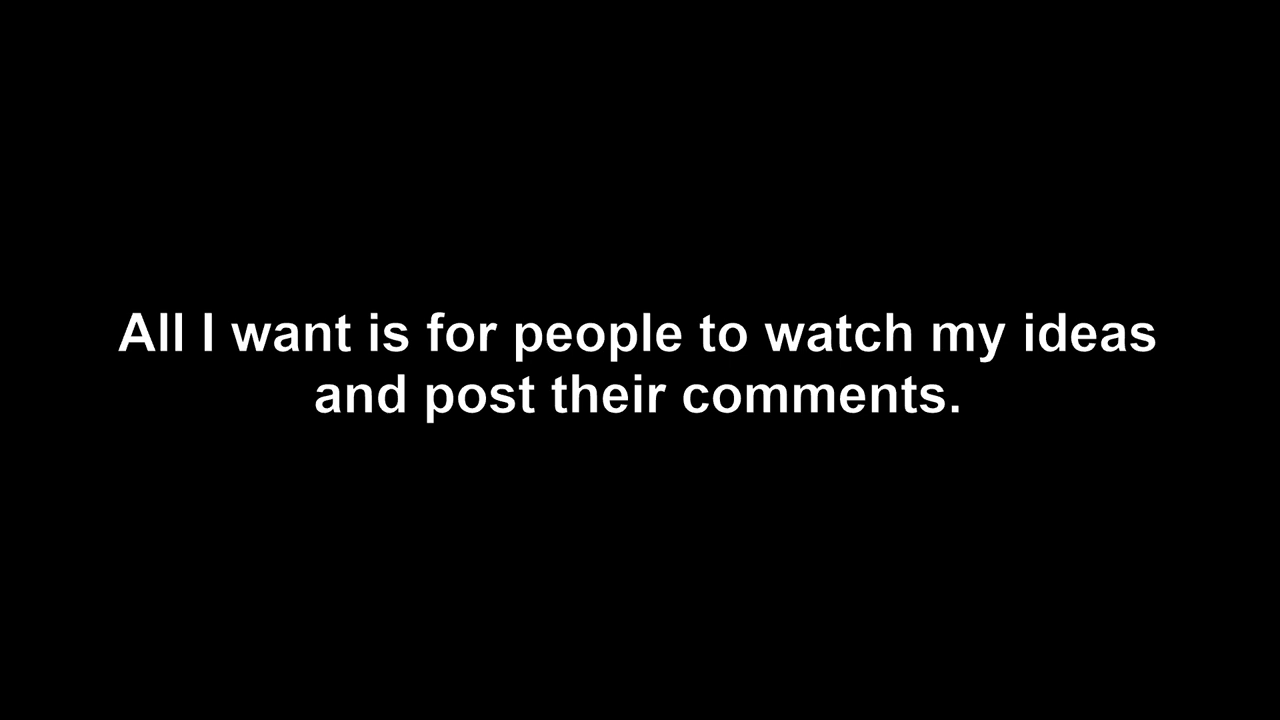 All I want is for people to watch my ideas
and post their comments.